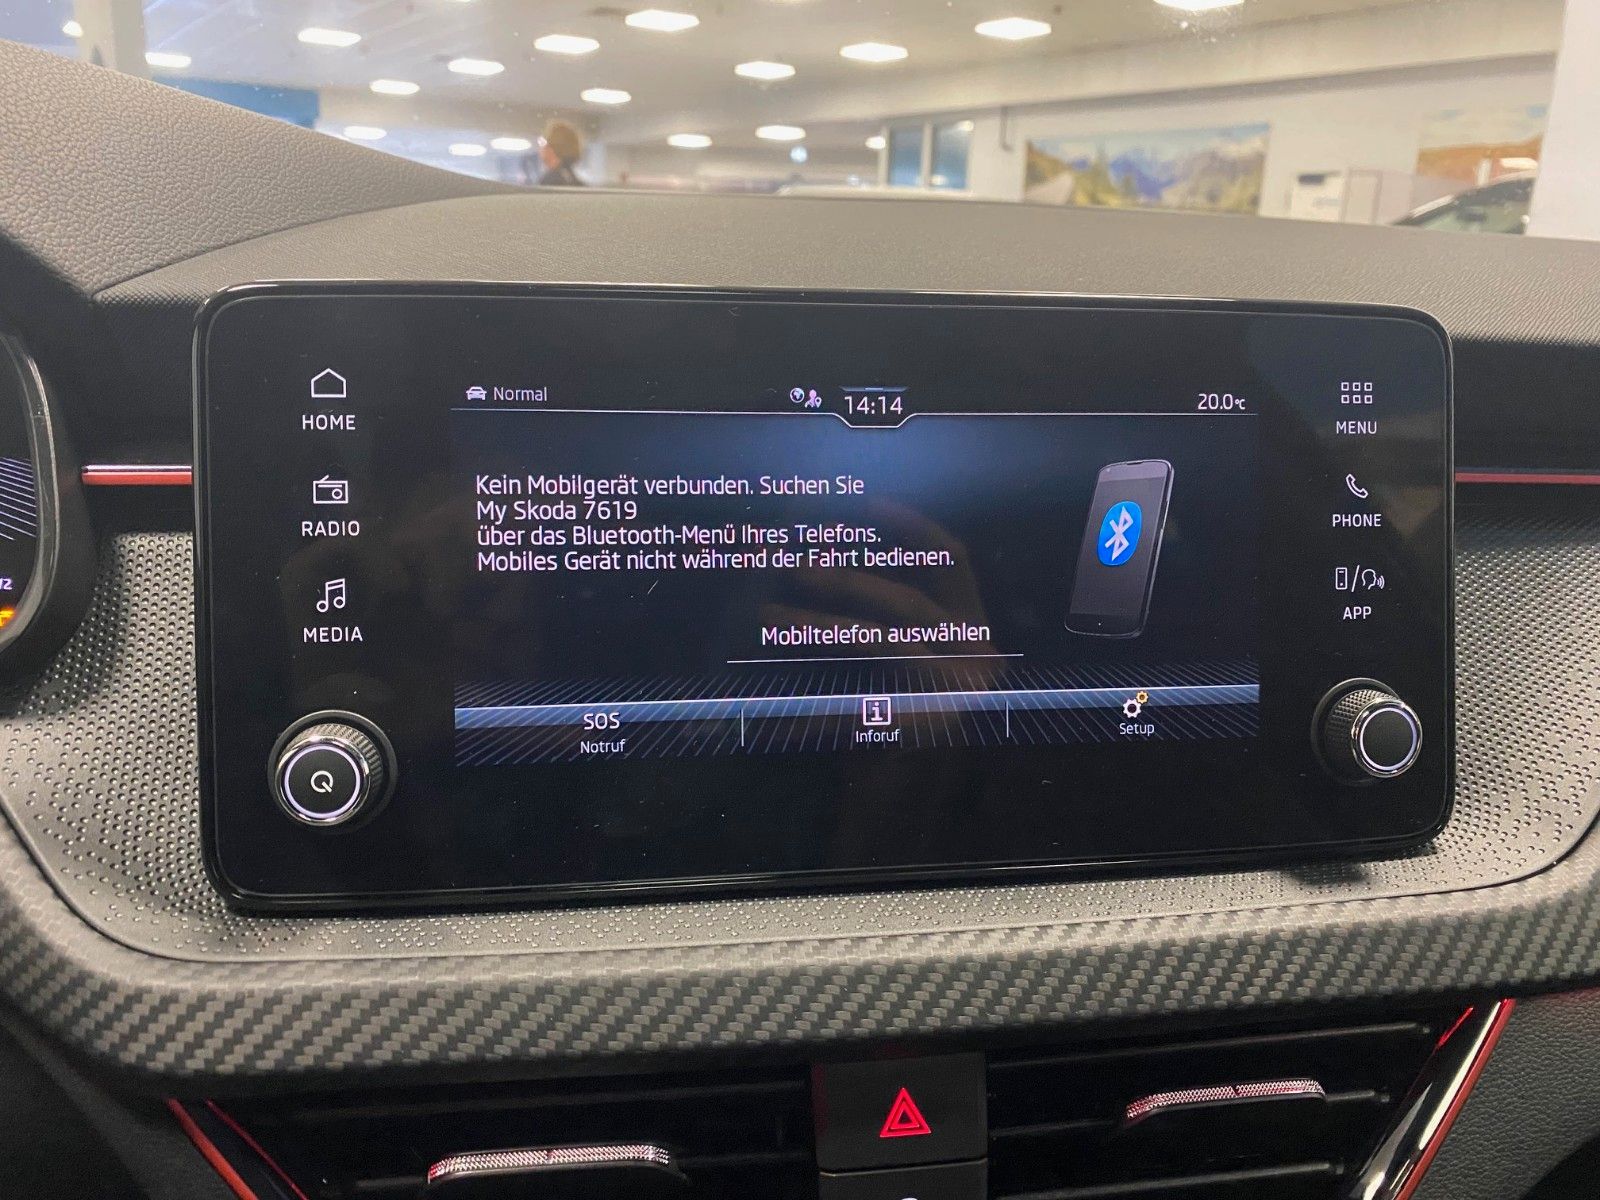 HOME
RADIO
MEDIA
Normal
14:14
20.0°C
Kein Mobilgerät verbunden. Suchen Sie
My Skoda 7619
über das Bluetooth-Menü Ihres Telefons.
Mobiles Gerät nicht während der Fahrt bedienen.
Mobiltelefon auswählen
SOS
Notruf
Inforuf
Setup
MENU
PHONE
APP